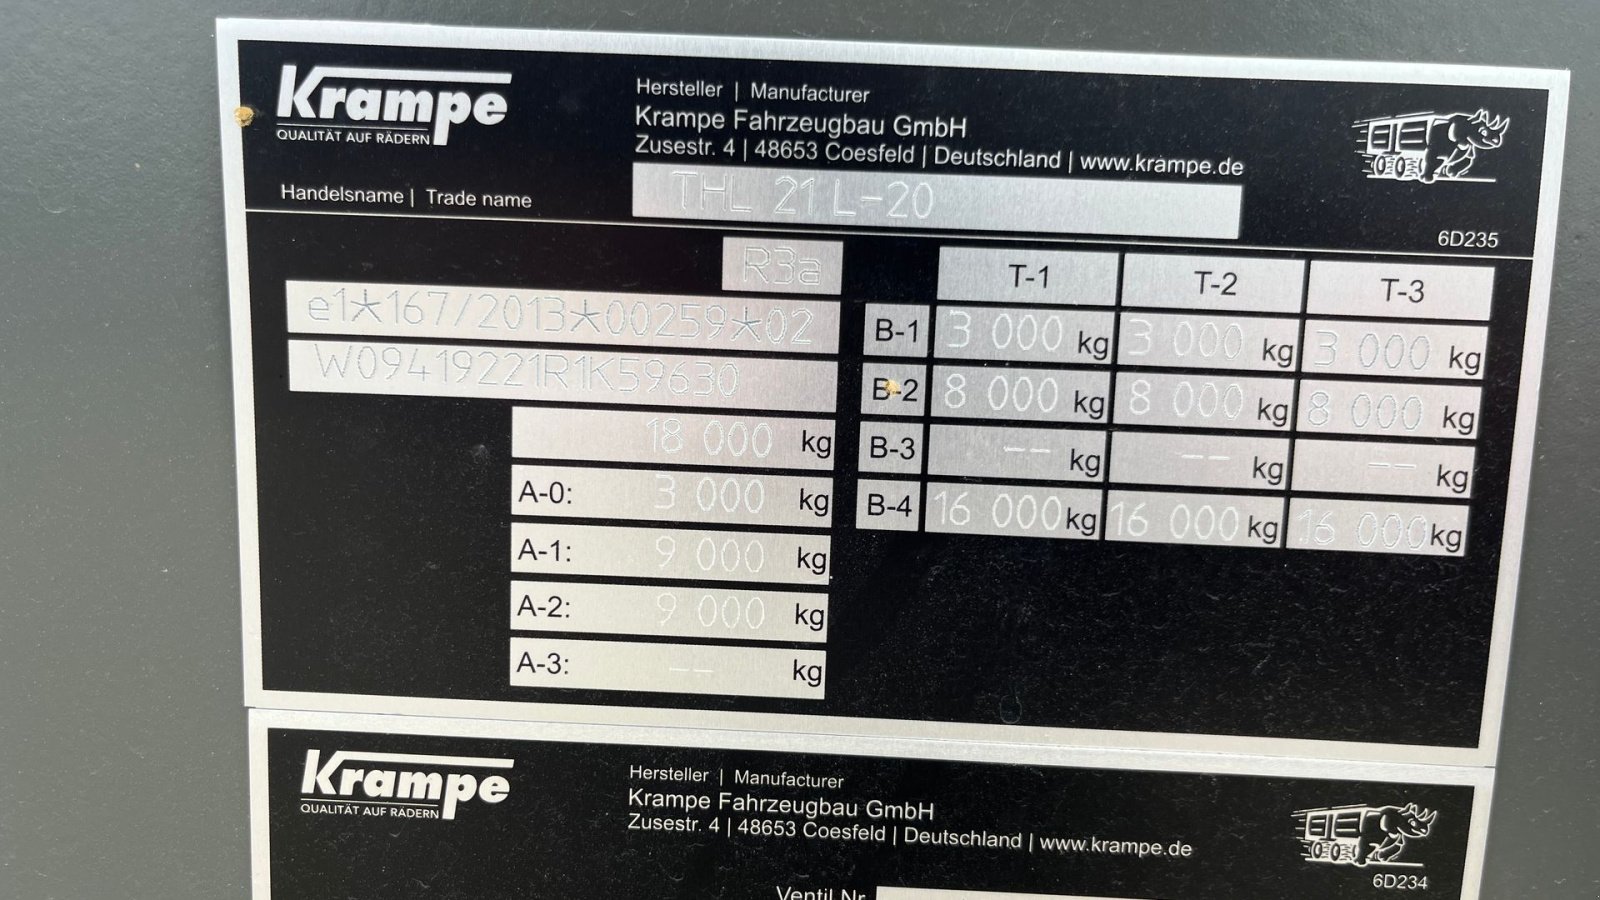 Krampe
QUALITÄT AUF RÄDERN
Hersteller | Manufacturer
Krampe Fahrzeugbau GmbH
Zusestr. 4 | 48653 Coesfeld | Deutschland | www.krampe.de
Handelsname | Trade name
THL 21 L-20
6D235
R3a
e1*167/2013*00259*02
W09419221R1K59630
18 000 kg
A-0: 3 000 kg
A-1: 9 000 kg
A-2: 9 000 kg
A-3: -- kg
T-1 T-2 T-3
B-1 3 000 kg 3 000 kg 3 000 kg
B-2 8 000 kg 8 000 kg 8 000 kg
B-3 -- kg -- kg -- kg
B-4 16 000 kg 16 000 kg 16 000 kg
Krampe
QUALITÄT AUF RÄDERN
Hersteller | Manufacturer
Krampe Fahrzeugbau GmbH
Zusestr. 4 | 48653 Coesfeld | Deutschland | www.krampe.de
6D234
Ventil Nr